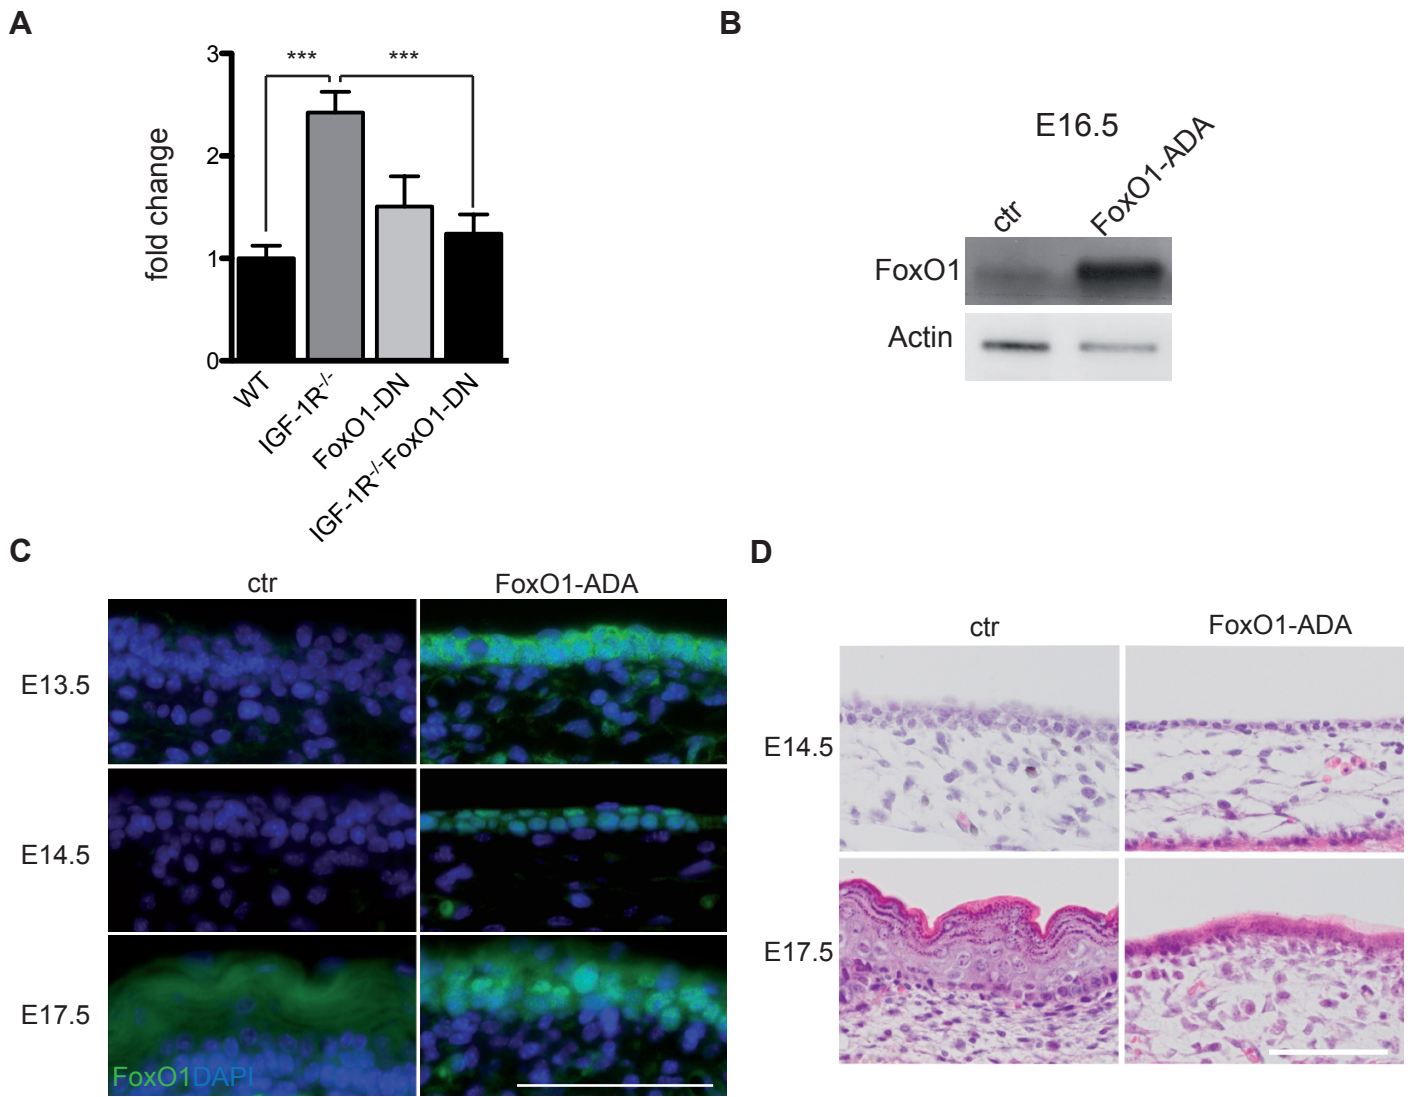 A
3
2
1
0
fold change
***
***
WT
IGF-1R-/-
FoxO1-DN
IGF-1R-/-FoxO1-DN
B
E16.5
ctr
FoxO1-ADA
FoxO1
Actin
C
ctr
FoxO1-ADA
E13.5
E14.5
E17.5
FoxO1DAPI
D
ctr
FoxO1-ADA
E14.5
E17.5